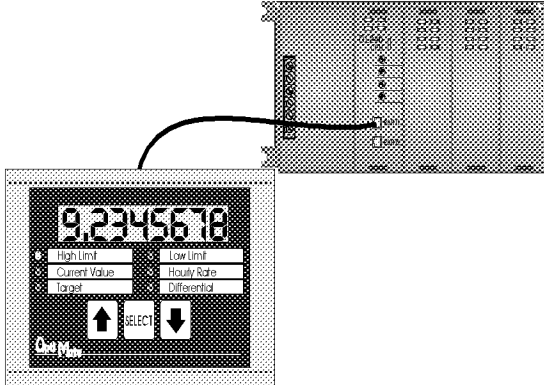 9.2345678
High Limit Low Limit
Current Value Hourly Rate
Target Differential
SELECT